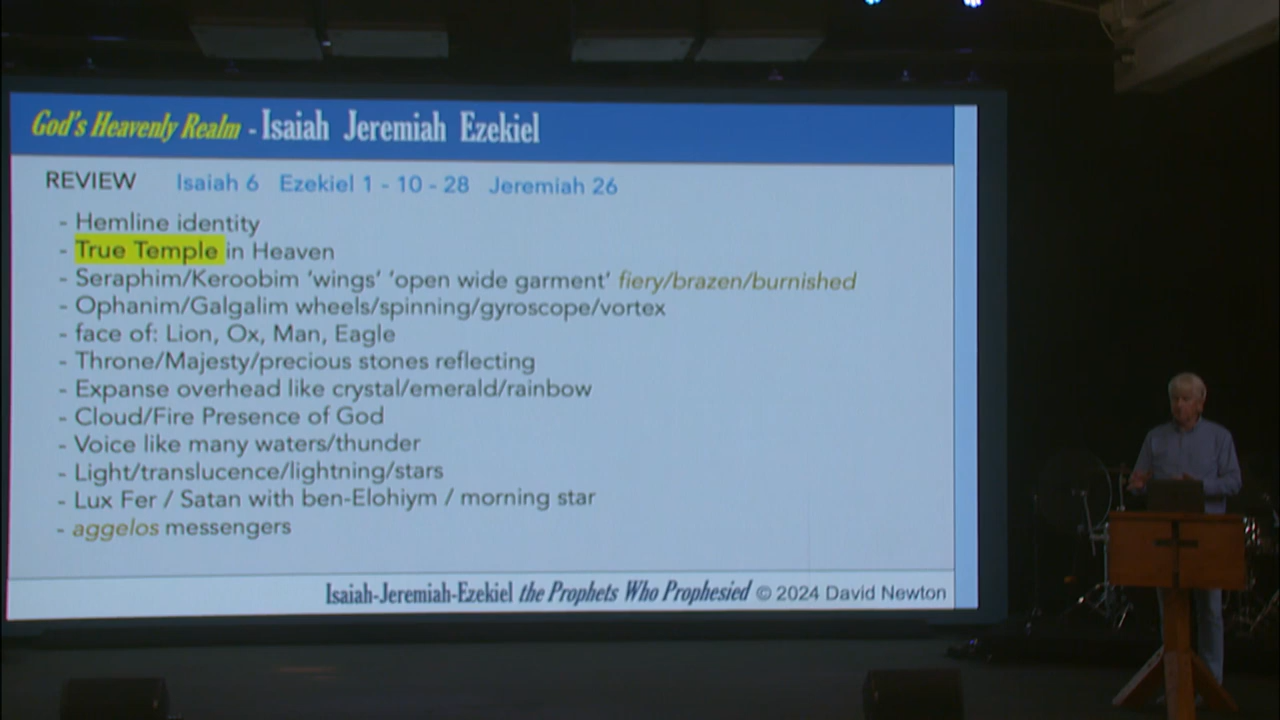 God's Heavenly Realm - Isaiah Jeremiah Ezekiel
REVIEW Isaiah 6 Ezekiel 1 - 10 - 28 Jeremiah 26
- Hemline identity
- True Temple in Heaven
- Seraphim/Keroobim 'wings' 'open wide garment' fiery/brazen/burnished
- Ophanim/Galgalim wheels/spinning/gyroscope/vortex
- face of: Lion, Ox, Man, Eagle
- Throne/Majesty/precious stones reflecting
- Expanse overhead like crystal/emerald/rainbow
- Cloud/Fire Presence of God
- Voice like many waters/thunder
- Light/translucence/lightning/stars
- Lux Fer / Satan with ben-Elohiym / morning star
- aggelos messengers
Isaiah-Jeremiah-Ezekiel the Prophets Who Prophesied © 2024 David Newton